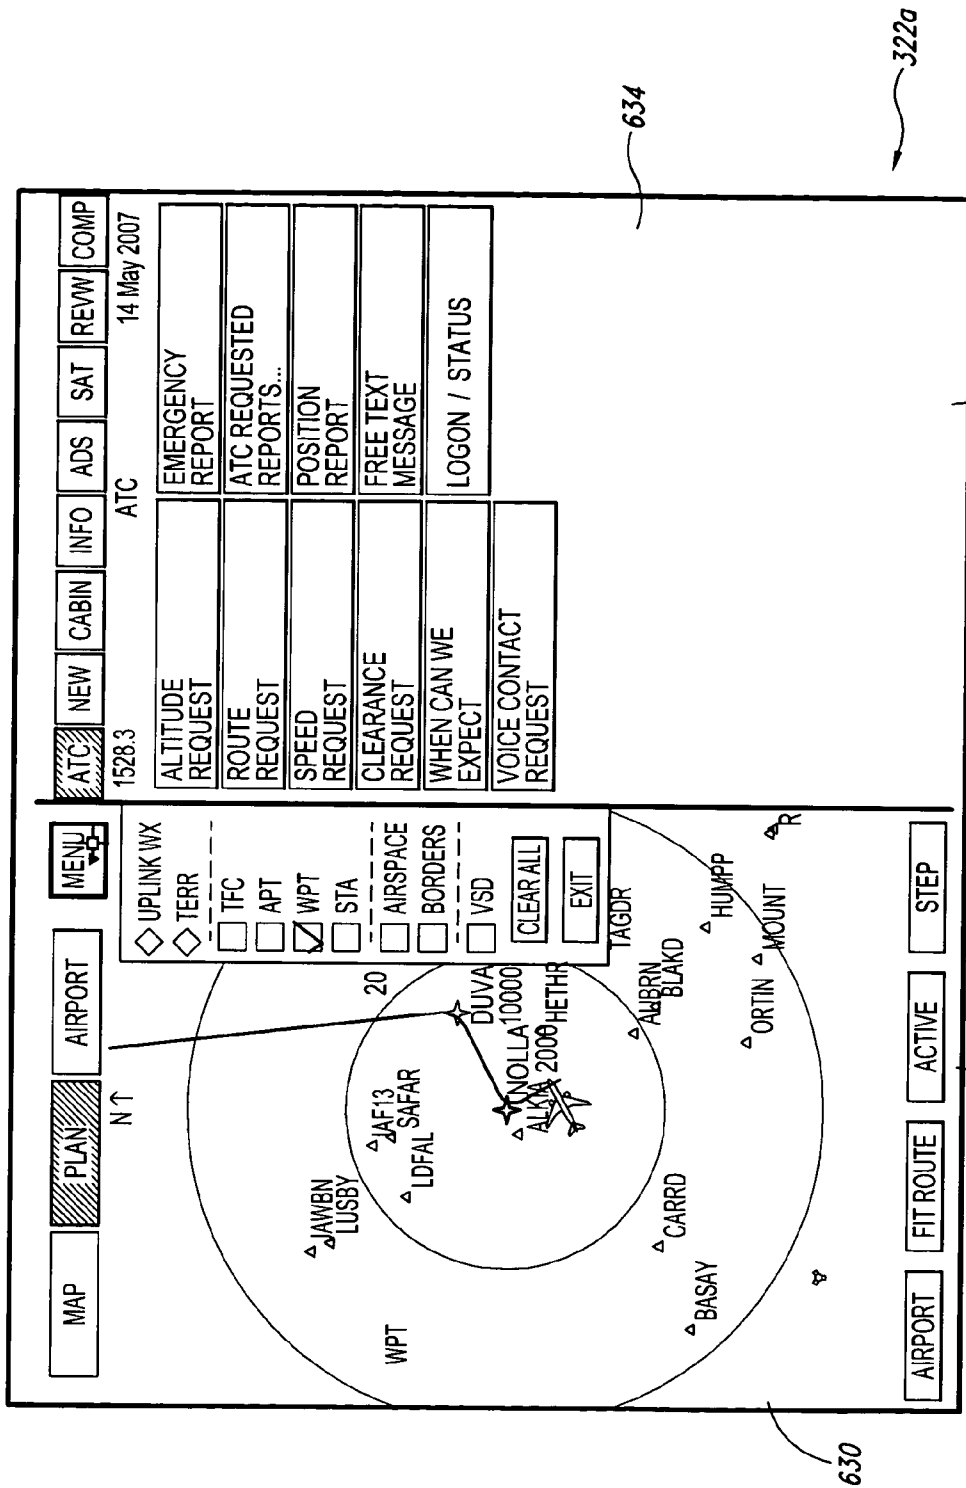 MAP
PLAN
AIRPORT
MENU
ATC
NEW
CABIN
INFO
ADS
SAT
REVW
COMP
N↑
1528.3
ATC
14 May 2007
UPLINK WX
TERR
TFC
APT
WPT
STA
AIRSPACE
BORDERS
VSD
CLEAR ALL
EXIT
ALTITUDE
REQUEST
EMERGENCY
REPORT
ROUTE
REQUEST
ATC REQUESTED
REPORTS...
SPEED
REQUEST
POSITION
REPORT
CLEARANCE
REQUEST
FREE TEXT
MESSAGE
WHEN CAN WE
EXPECT
LOGON / STATUS
VOICE CONTACT
REQUEST
20
JAWBN
LUSBY
JAF13
SAFAR
LDFAL
WPT
DUVA
10000
NOLLA
2000
HETHR
TAGDR
AWBRN
BLAKD
HUMPP
CARRD
ORTIN
MOUNT
R
BASAY
AIRPORT
FIT ROUTE
ACTIVE
STEP
630
634
322a